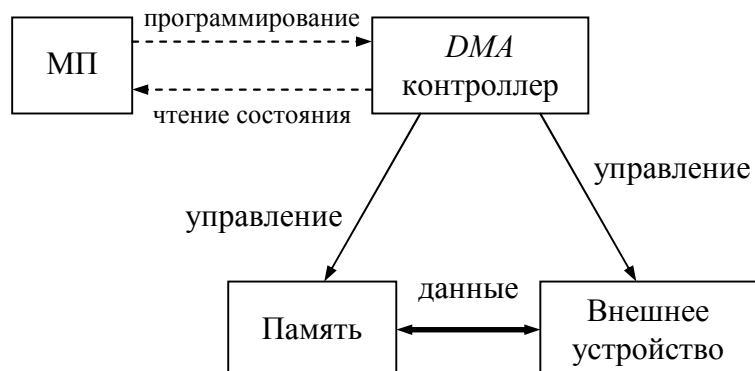 программирование
МП
DMA
контроллер
чтение состояния
управление
управление
данные
Память
Внешнее
устройство